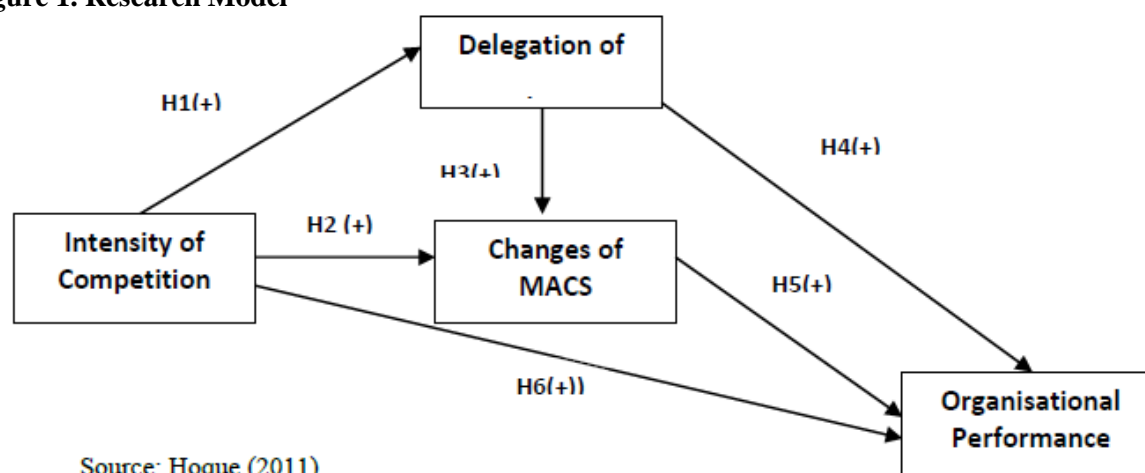 gure 1. Research Model
Delegation of
H1(+)
H4(+)
H3(+)
H2 (+)
Intensity of
Competition
Changes of
MACS
H5(+)
H6(+))
Organisational
Performance
Source: Hoque (2011)